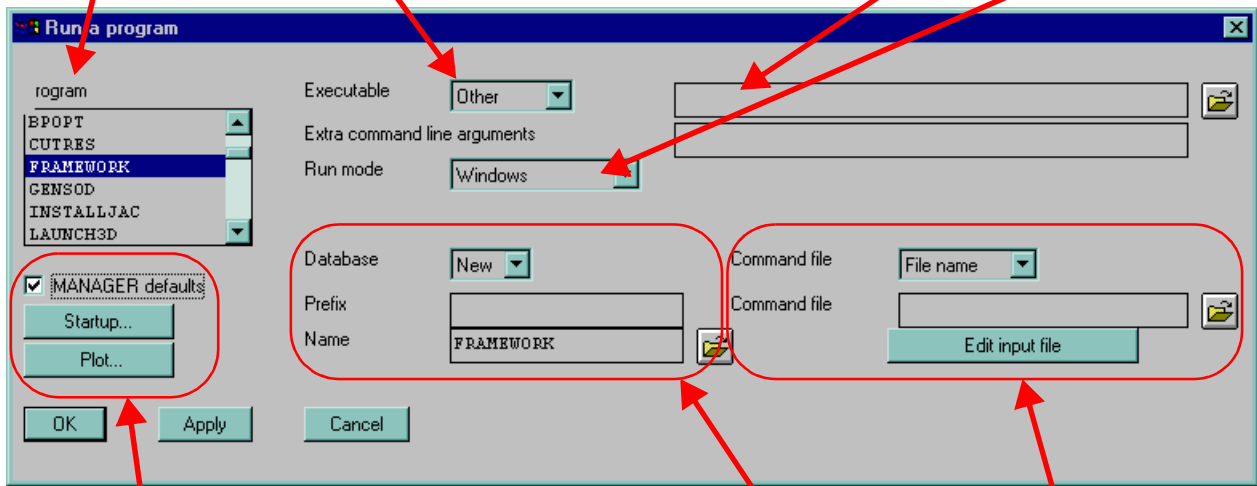 Run a program
rogram
BPOPT
CUTRES
FRAMEWORK
GENSOD
INSTALLJAC
LAUNCH3D
Executable
Other
Extra command line arguments
Run mode
Windows
MANAGER defaults
Startup...
Plot...
Database
New
Prefix
Name
FRAMEWORK
Command file
File name
Command file
Edit input file
OK
Apply
Cancel